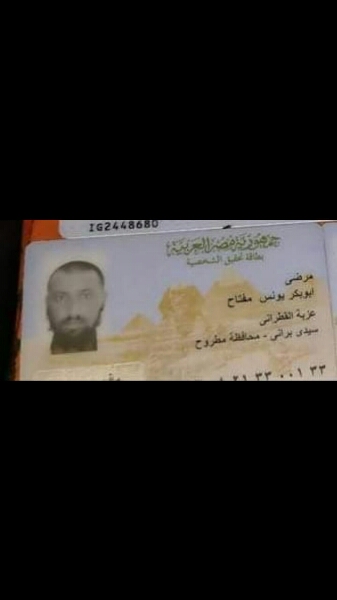 IG2448680
جمهورية مصر العربية
بطاقة تحقيق الشخصية
مرضى
ابوبكر يونس مفتاح
عزبة القطرانى
سيدى برانى - محافظة مطروح
٢١ ٣٣ ٠٠١ ٣٣